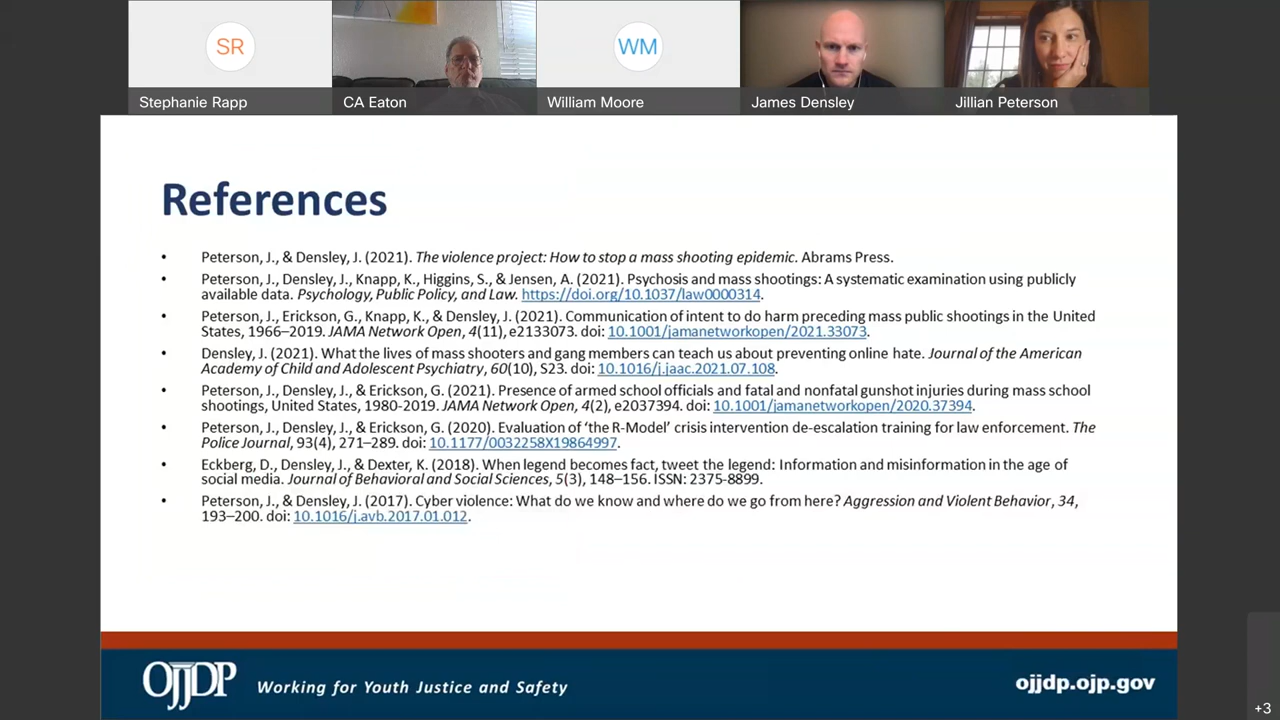 SR
WM
Stephanie Rapp
CA Eaton
William Moore
James Densley
Jillian Peterson
References
• Peterson, J., & Densley, J. (2021). The violence project: How to stop a mass shooting epidemic. Abrams Press.
• Peterson, J., Densley, J., Knapp, K., Higgins, S., & Jensen, A. (2021). Psychosis and mass shootings: A systematic examination using publicly
available data. Psychology, Public Policy, and Law. https://doi.org/10.1037/law0000314.
• Peterson, J., Erickson, G., Knapp, K., & Densley, J. (2021). Communication of intent to do harm preceding mass public shootings in the United
States, 1966–2019. JAMA Network Open, 4(11), e2133073. doi: 10.1001/jamanetworkopen/2021.33073.
• Densley, J. (2021). What the lives of mass shooters and gang members can teach us about preventing online hate. Journal of the American
Academy of Child and Adolescent Psychiatry, 60(10), S23. doi: 10.1016/j.jaac.2021.07.108.
• Peterson, J., Densley, J., & Erickson, G. (2021). Presence of armed school officials and fatal and nonfatal gunshot injuries during mass school
shootings, United States, 1980-2019. JAMA Network Open, 4(2), e2037394. doi: 10.1001/jamanetworkopen/2020.37394.
• Peterson, J., Densley, J., & Erickson, G. (2020). Evaluation of ‘the R-Model’ crisis intervention de-escalation training for law enforcement. The
Police Journal, 93(4), 271–289. doi: 10.1177/0032258X19864997.
• Eckberg, D., Densley, J., & Dexter, K. (2018). When legend becomes fact, tweet the legend: Information and misinformation in the age of
social media. Journal of Behavioral and Social Sciences, 5(3), 148–156. ISSN: 2375-8899.
• Peterson, J., & Densley, J. (2017). Cyber violence: What do we know and where do we go from here? Aggression and Violent Behavior, 34,
193–200. doi: 10.1016/j.avb.2017.01.012.
OJJDP Working for Youth Justice and Safety
ojjdp.ojp.gov
+3